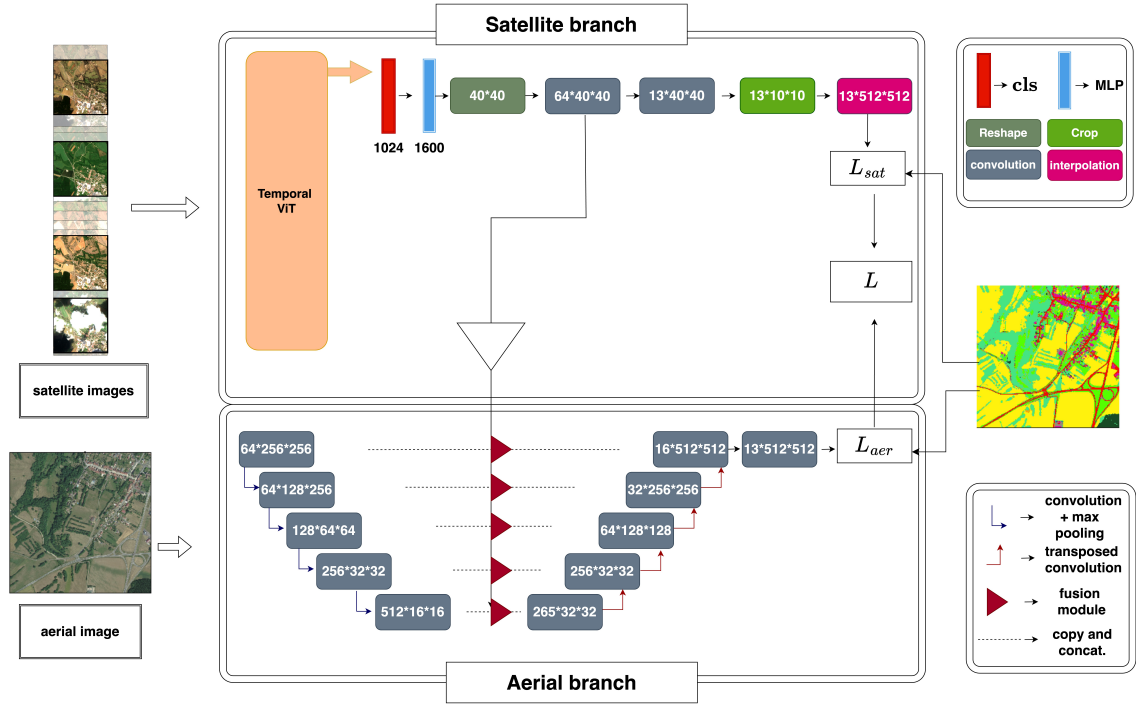 Satellite branch
Temporal
ViT
1024
1600
40*40
64*40*40
13*40*40
13*10*10
13*512*512
L_sat
L
cls
MLP
Reshape
Crop
convolution
interpolation
satellite images
64*256*256
64*128*256
128*64*64
256*32*32
512*16*16
16*512*512
13*512*512
L_aer
32*256*256
64*128*128
256*32*32
265*32*32
aerial image
Aerial branch
convolution
+ max
pooling
transposed
convolution
fusion
module
copy and
concat.